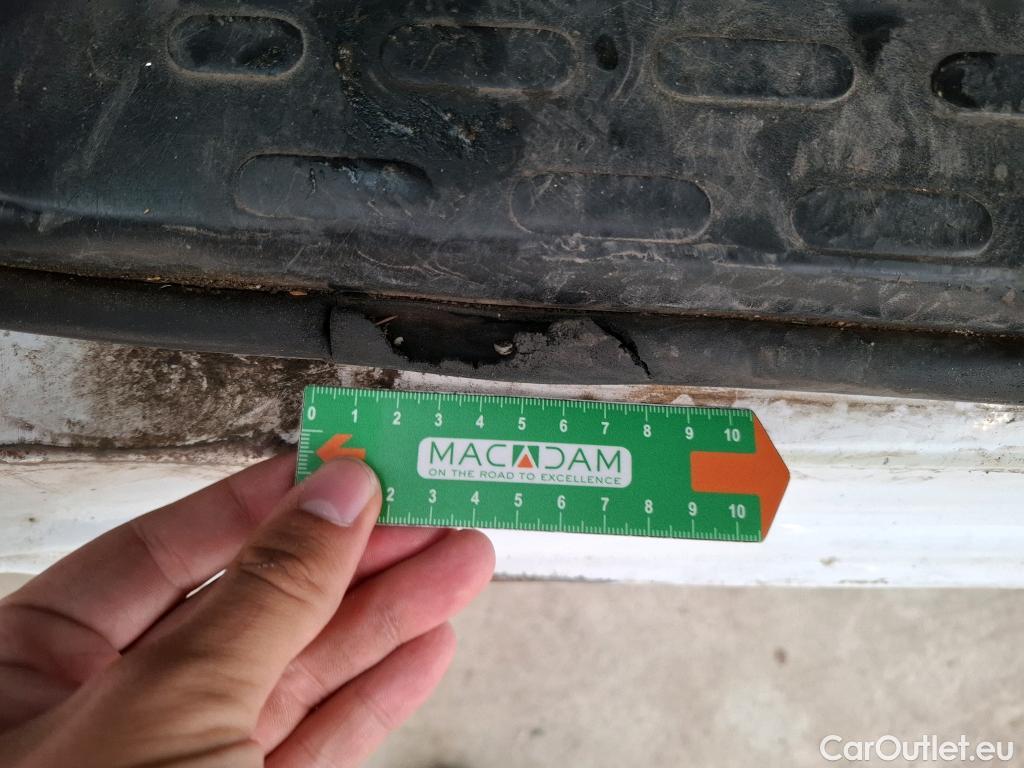 0 1 2 3 4 5 6 7 8 9 10
MACADAM
ON THE ROAD TO EXCELLENCE
2 3 4 5 6 7 8 9 10
CarOutlet.eu